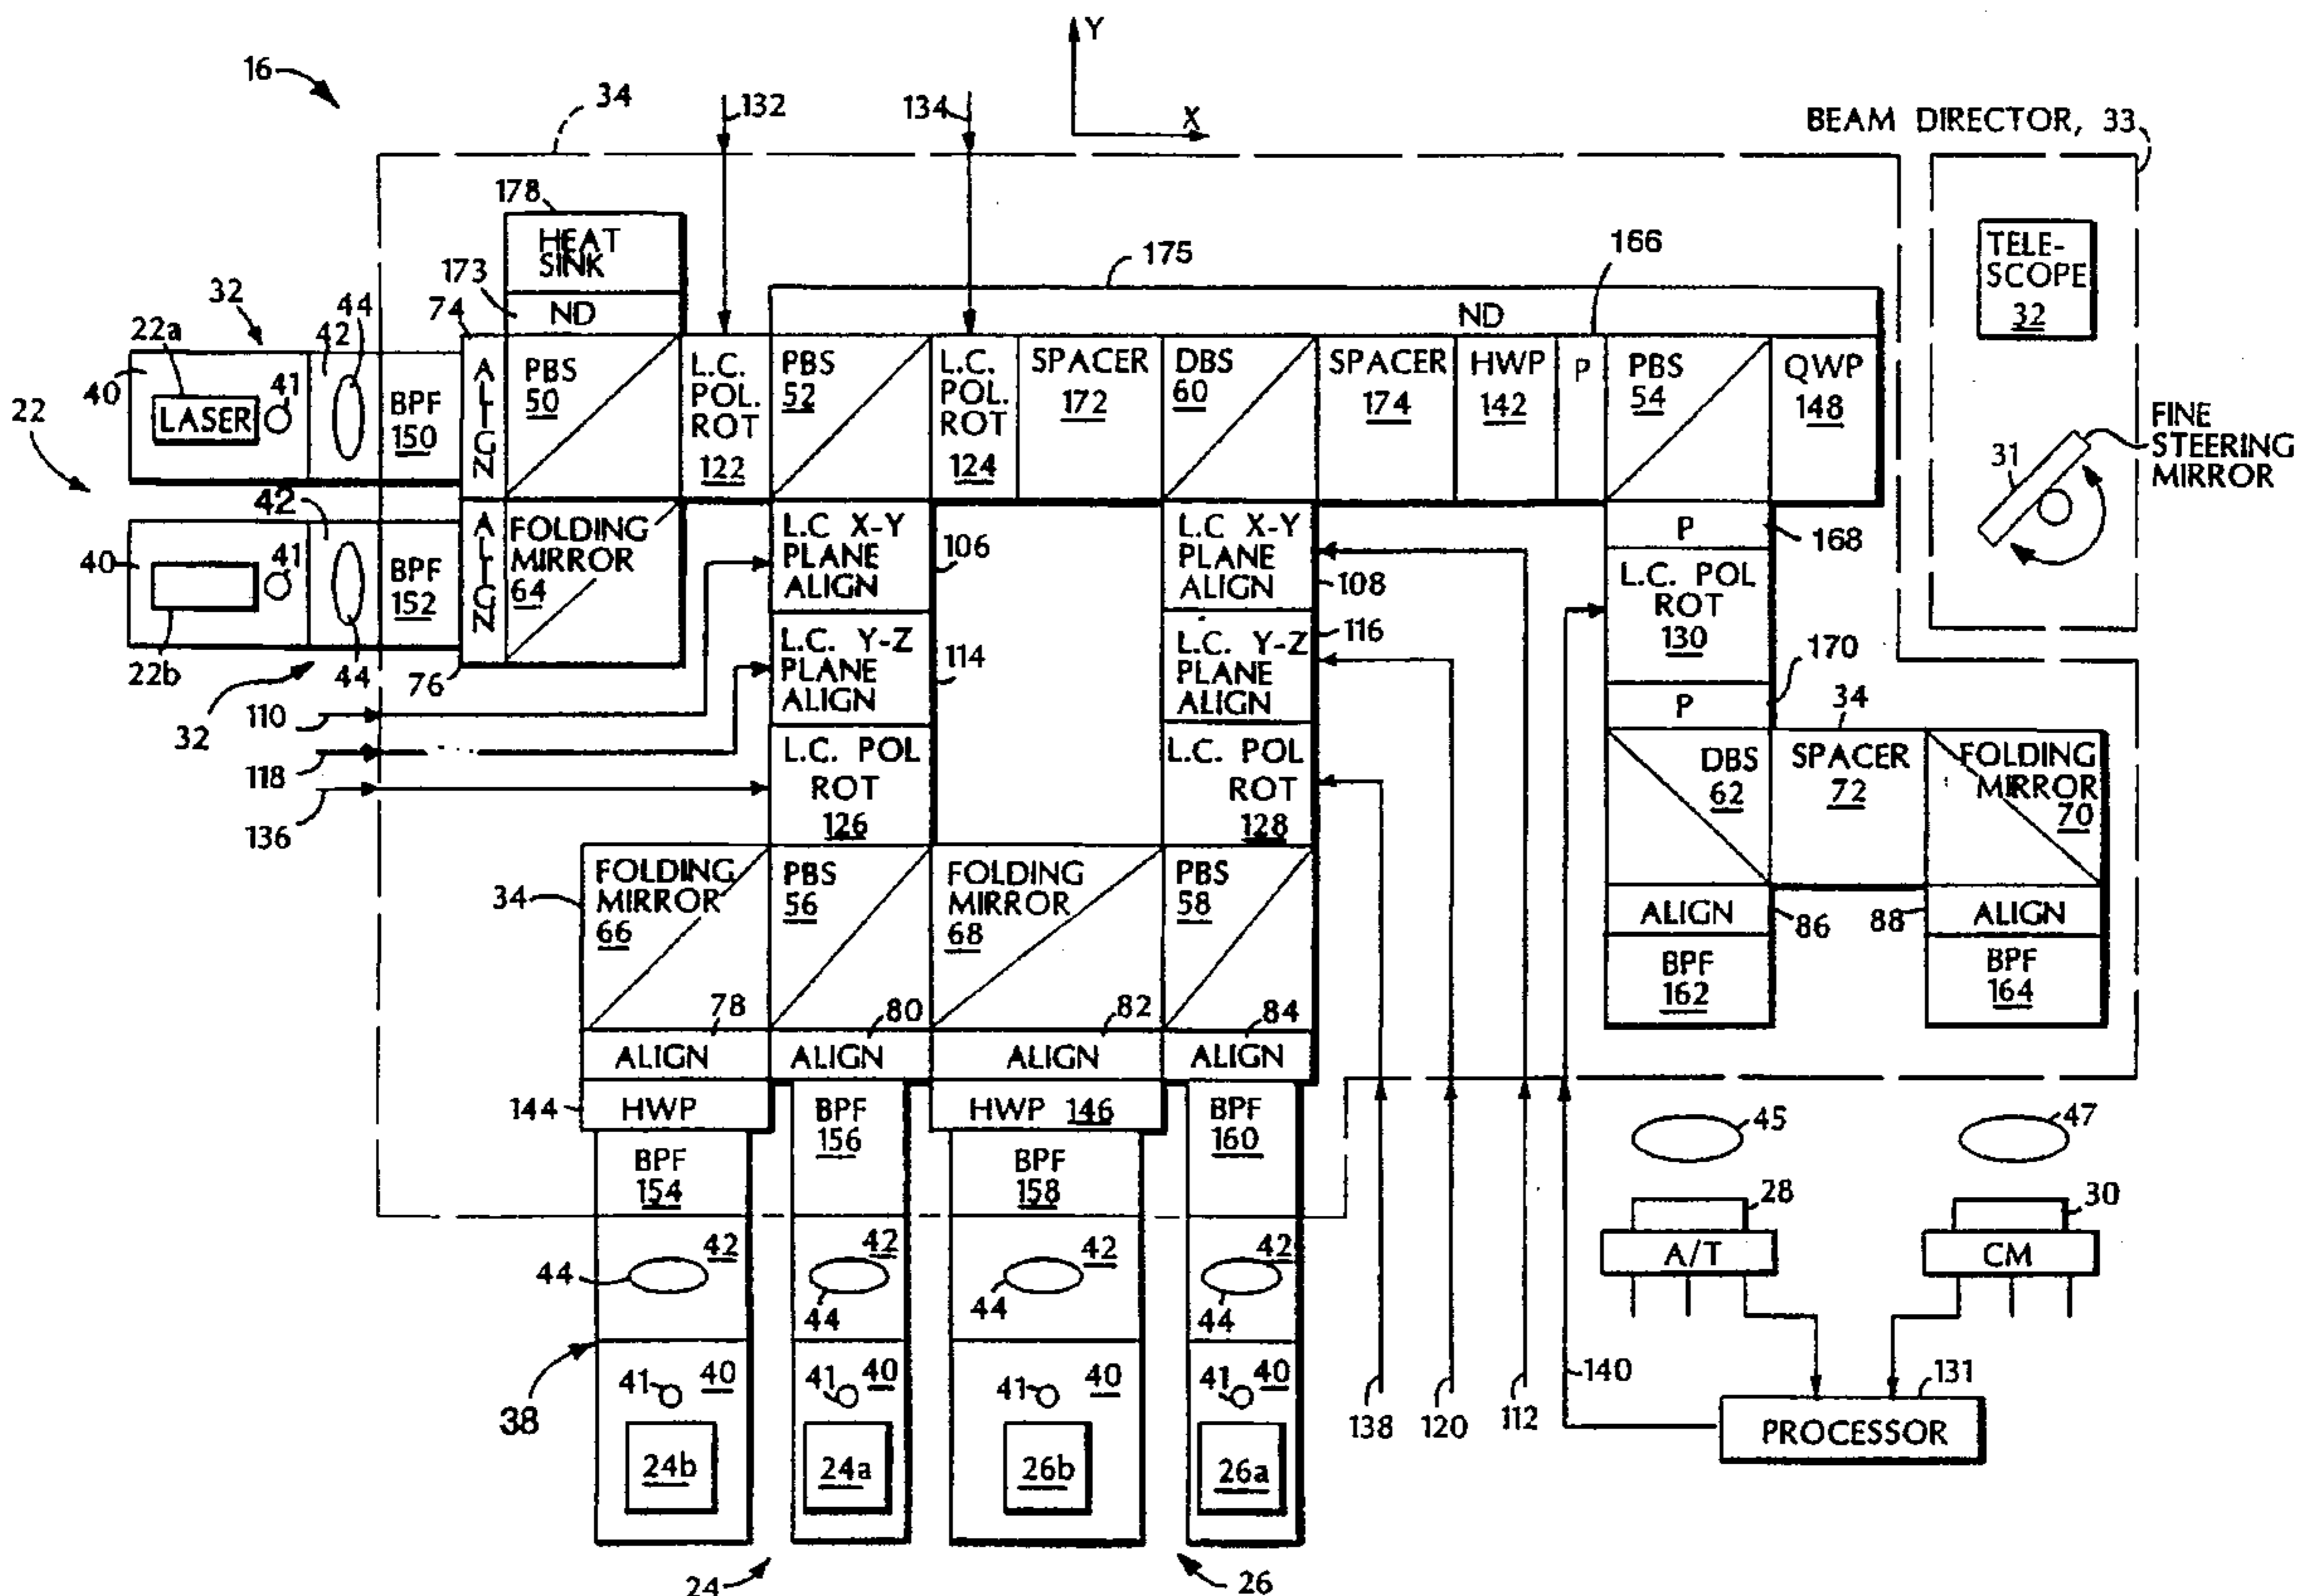 Y
X
16
34
132
134
BEAM DIRECTOR, 33
178
HEAT
SINK
173
ND
175
166
ND
TELE-
SCOPE
32
32
74
22a
42
44
40
LASER
41
BPF
150
ALIGN
PBS
50
L.C.
POL.
ROT
122
PBS
52
L.C.
POL.
ROT
124
SPACER
172
DBS
60
SPACER
174
HWP
142
P
PBS
54
QWP
148
FINE
STEERING
MIRROR
31
22
42
40
41
BPF
152
22b
44
32
ALIGN
76
FOLDING
MIRROR
64
L.C X-Y
PLANE
ALIGN
106
L.C X-Y
PLANE
ALIGN
108
P
168
L.C. POL
ROT
130
L.C. Y-Z
PLANE
ALIGN
114
L.C. Y-Z
PLANE
ALIGN
116
P
170
110
118
136
L.C. POL
ROT
126
L.C. POL
ROT
128
34
DBS
62
SPACER
72
FOLDING
MIRROR
70
34
FOLDING
MIRROR
66
PBS
56
FOLDING
MIRROR
68
PBS
58
78
80
82
84
ALIGN
ALIGN
ALIGN
ALIGN
ALIGN
86
88
ALIGN
BPF
162
BPF
164
144
HWP
BPF
156
HWP 146
BPF
160
BPF
154
BPF
158
45
47
28
30
A/T
CM
42
44
42
44
42
44
42
44
38
41
40
41
40
41
40
41
40
24b
24a
26b
26a
138
120
112
140
131
PROCESSOR
24
26